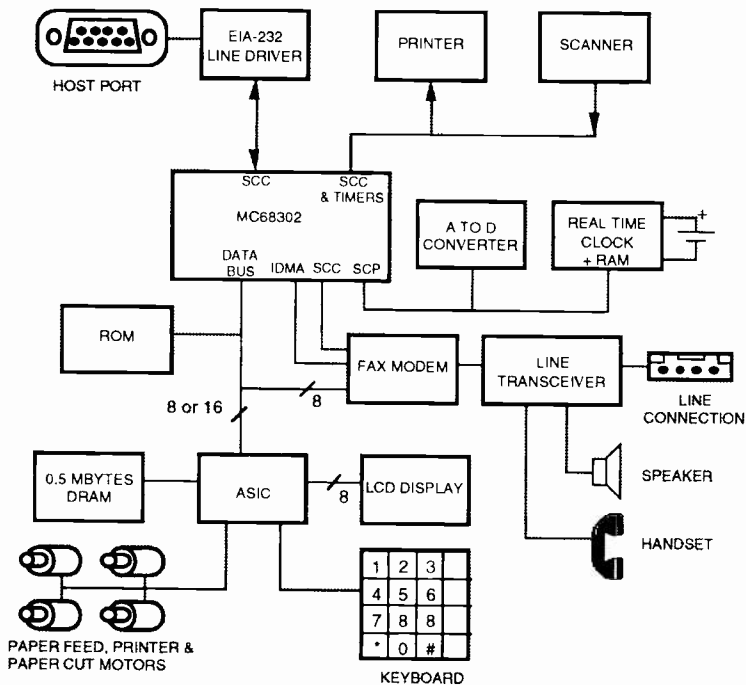 EIA-232
LINE DRIVER
PRINTER
SCANNER
HOST PORT
SCC
SCC
& TIMERS
MC68302
DATA
BUS
IDMA
SCC
SCP
A TO D
CONVERTER
REAL TIME
CLOCK
+ RAM
+
ROM
FAX MODEM
LINE
TRANSCEIVER
LINE
CONNECTION
8 or 16
8
0.5 MBYTES
DRAM
ASIC
8
LCD DISPLAY
SPEAKER
HANDSET
1 2 3
4 5 6
7 8 8
* 0 #
PAPER FEED, PRINTER &
PAPER CUT MOTORS
KEYBOARD